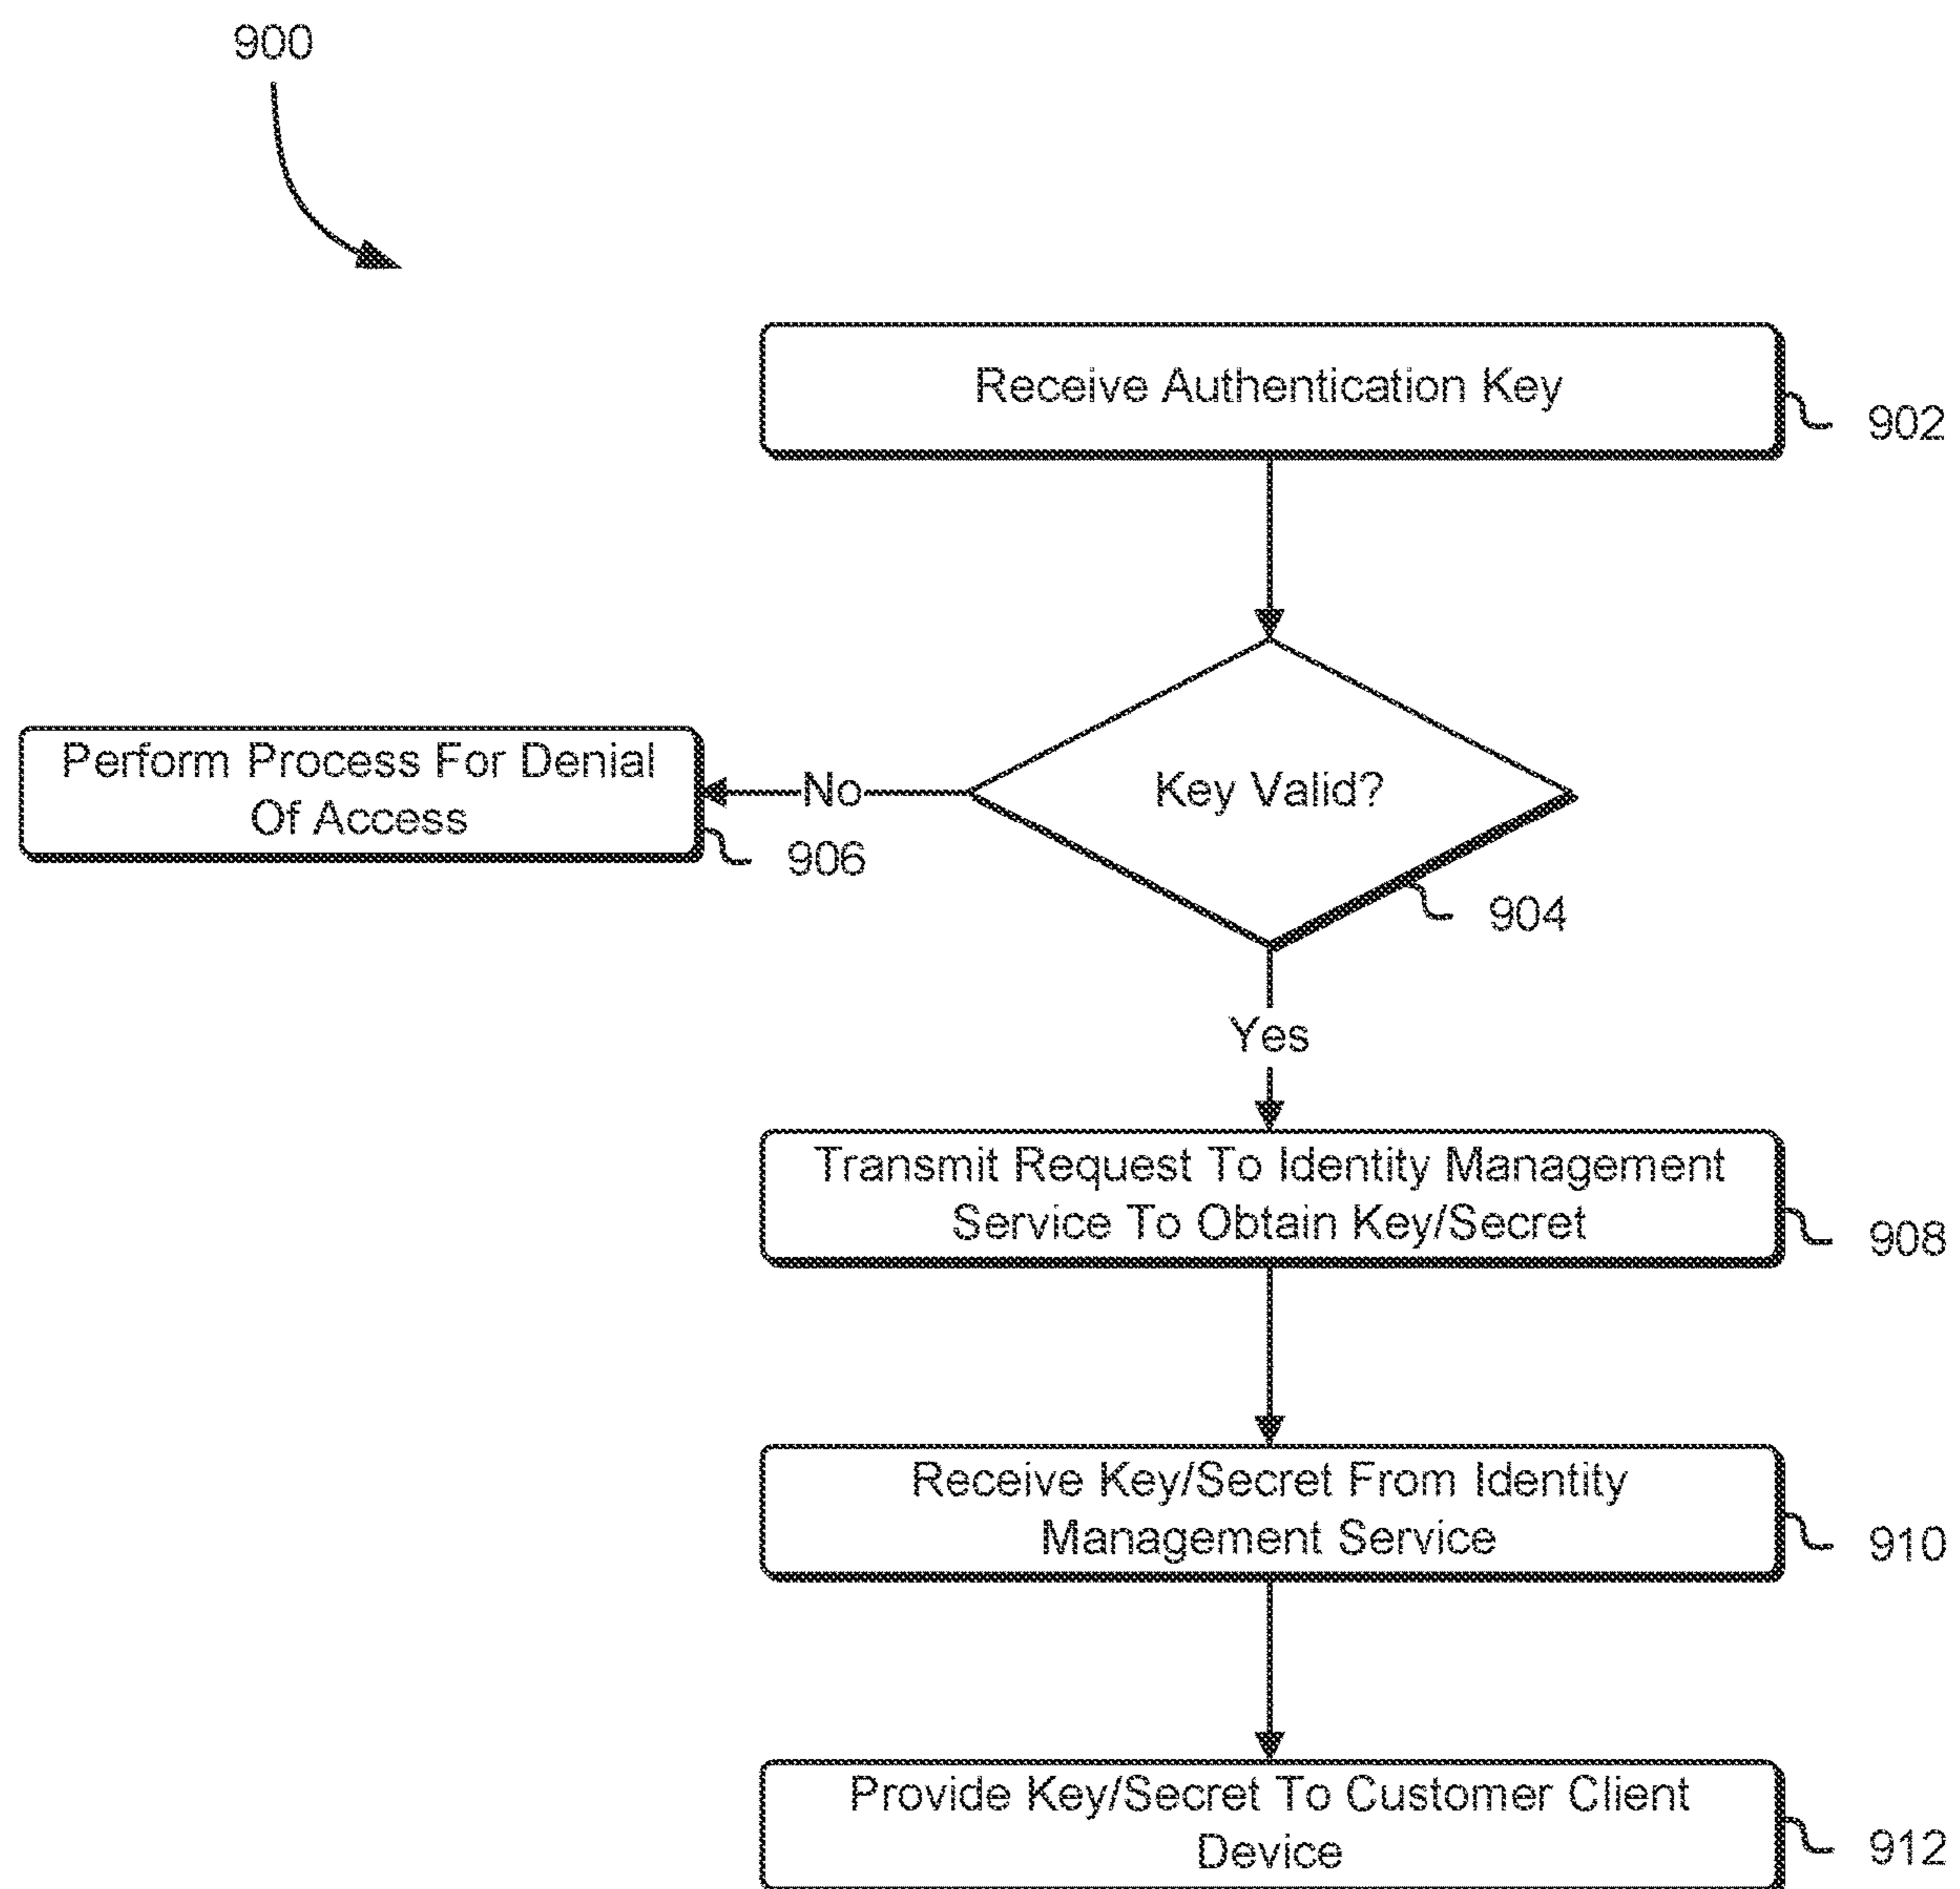 900
Receive Authentication Key
902
Perform Process For Denial
Of Access
906
No
Key Valid?
904
Yes
Transmit Request To Identity Management
Service To Obtain Key/Secret
908
Receive Key/Secret From Identity
Management Service
910
Provide Key/Secret To Customer Client
Device
912